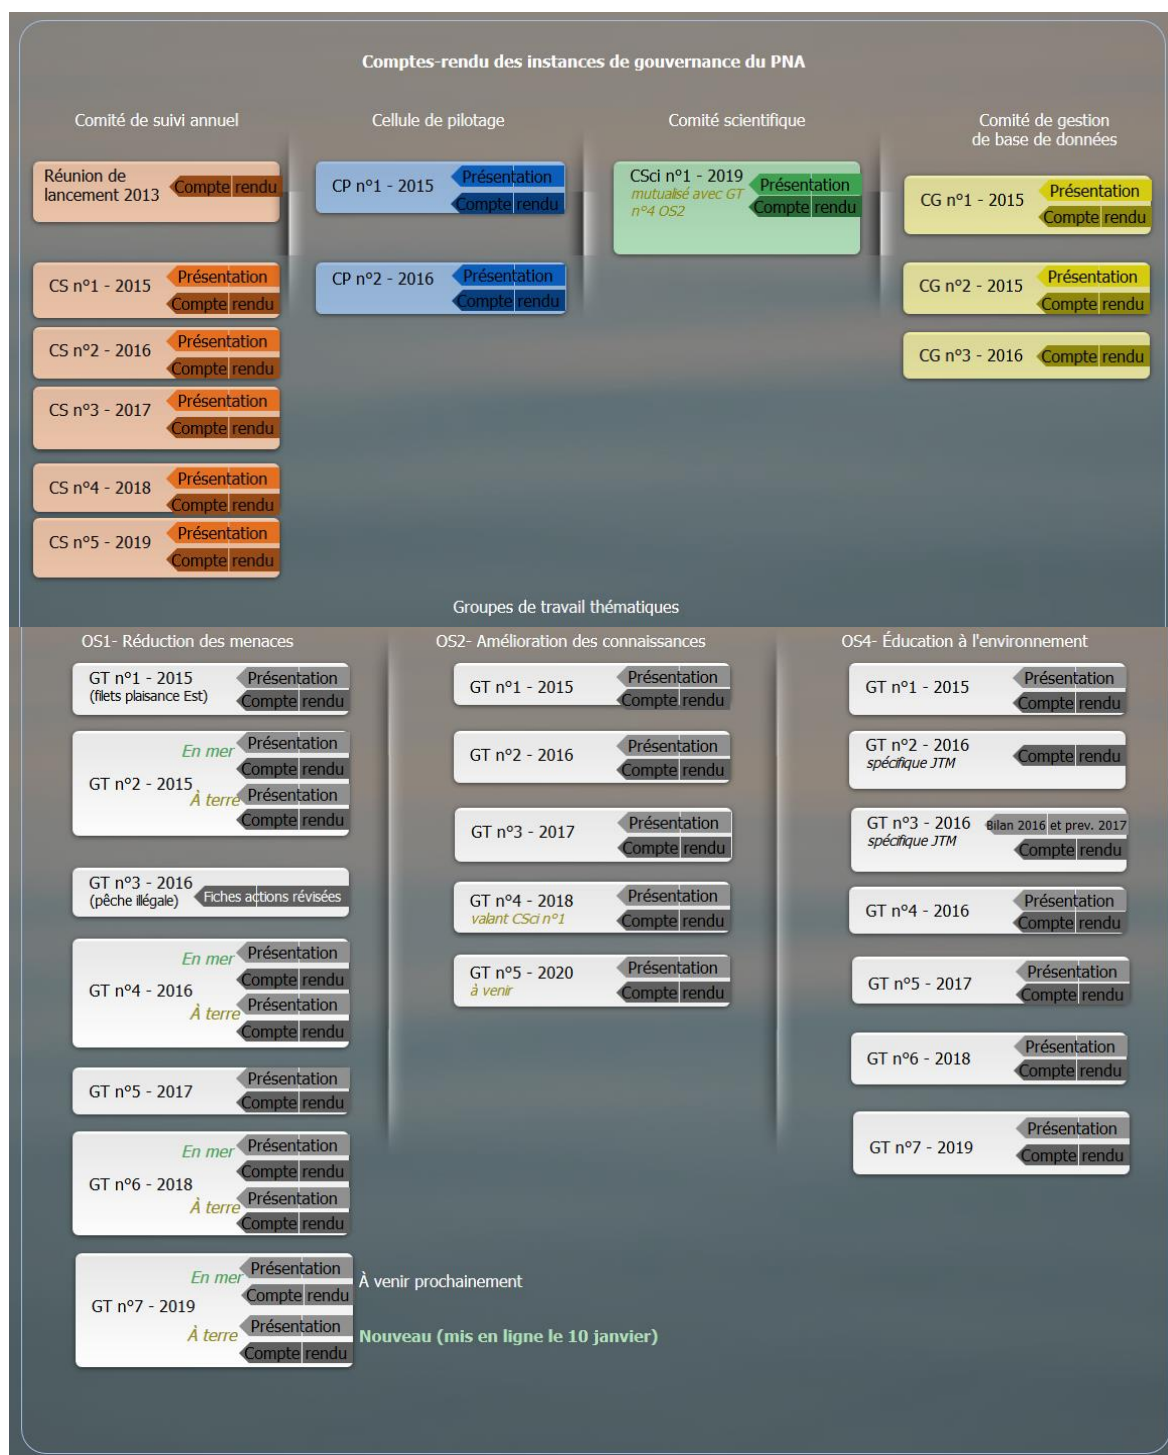 Comptes-rendu des instances de gouvernance du PNA
Comité de suivi annuel
Réunion de
lancement 2013
Compte rendu
CS n°1 - 2015
Présentation
Compte rendu
CS n°2 - 2016
Présentation
Compte rendu
CS n°3 - 2017
Présentation
Compte rendu
CS n°4 - 2018
Présentation
Compte rendu
CS n°5 - 2019
Présentation
Compte rendu
Cellule de pilotage
CP n°1 - 2015
Présentation
Compte rendu
CP n°2 - 2016
Présentation
Compte rendu
Comité scientifique
CSci n°1 - 2019
mutualisé avec GT
n°4 OS2
Présentation
Compte rendu
Comité de gestion
de base de données
CG n°1 - 2015
Présentation
Compte rendu
CG n°2 - 2015
Présentation
Compte rendu
CG n°3 - 2016
Compte rendu
Groupes de travail thématiques
OS1- Réduction des menaces
GT n°1 - 2015
(filets plaisance Est)
Présentation
Compte rendu
GT n°2 - 2015
En mer
Présentation
Compte rendu
À terre
Présentation
Compte rendu
GT n°3 - 2016
(pêche illégale)
Fiches actions révisées
GT n°4 - 2016
En mer
Présentation
Compte rendu
À terre
Présentation
Compte rendu
GT n°5 - 2017
Présentation
Compte rendu
GT n°6 - 2018
En mer
Présentation
Compte rendu
À terre
Présentation
Compte rendu
GT n°7 - 2019
En mer
Présentation
Compte rendu
À venir prochainement
À terre
Présentation
Compte rendu
Nouveau (mis en ligne le 10 janvier)
OS2- Amélioration des connaissances
GT n°1 - 2015
Présentation
Compte rendu
GT n°2 - 2016
Présentation
Compte rendu
GT n°3 - 2017
Présentation
Compte rendu
GT n°4 - 2018
valant CSci n°1
Présentation
Compte rendu
GT n°5 - 2020
à venir
Présentation
Compte rendu
OS4- Éducation à l'environnement
GT n°1 - 2015
Présentation
Compte rendu
GT n°2 - 2016
spécifique JTM
Compte rendu
GT n°3 - 2016
spécifique JTM
Bilan 2016 et prev. 2017
Compte rendu
GT n°4 - 2016
Présentation
Compte rendu
GT n°5 - 2017
Présentation
Compte rendu
GT n°6 - 2018
Présentation
Compte rendu
GT n°7 - 2019
Présentation
Compte rendu